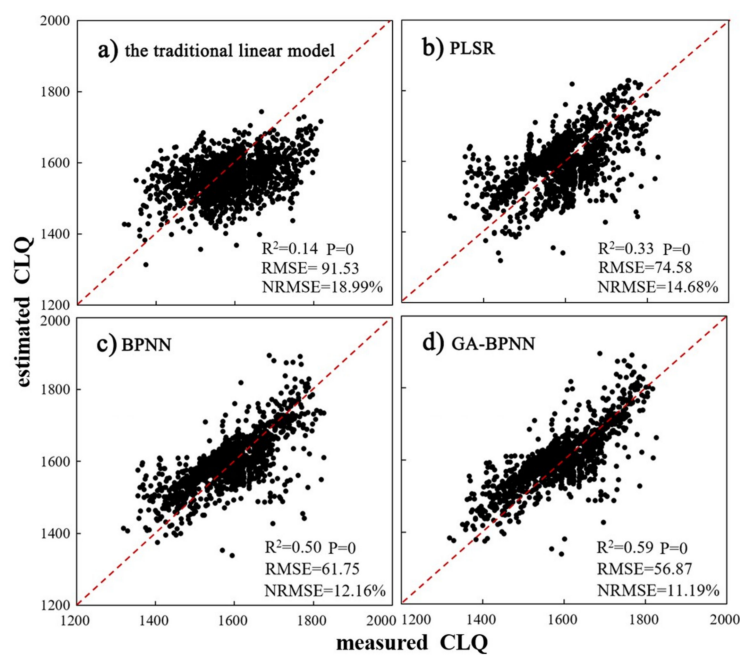 2000
1800
1600
1400
1200
a) the traditional linear model
R²=0.14 P=0
RMSE= 91.53
NRMSE=18.99%
b) PLSR
R²=0.33 P=0
RMSE=74.58
NRMSE=14.68%
estimated CLQ
2000
1800
1600
1400
1200
c) BPNN
R²=0.50 P=0
RMSE=61.75
NRMSE=12.16%
d) GA-BPNN
R²=0.59 P=0
RMSE=56.87
NRMSE=11.19%
1200 1400 1600 1800 2000 1400 1600 1800 2000
measured CLQ